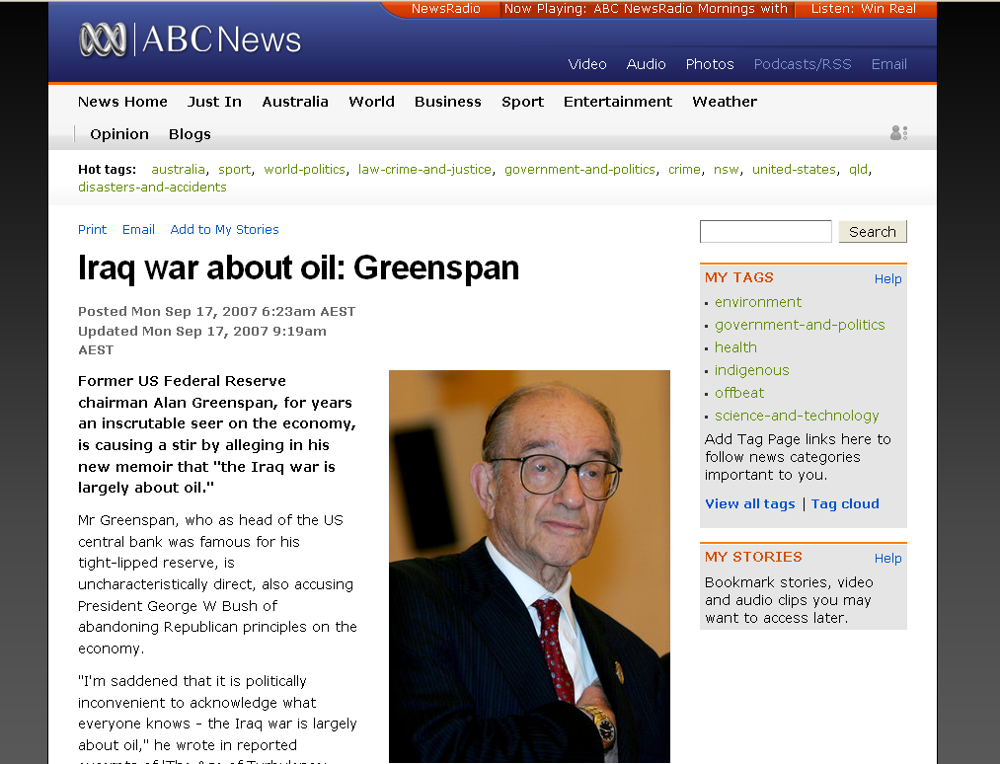 NewsRadio Now Playing: ABC NewsRadio Mornings with Listen: Win Real
ABC News
Video Audio Photos Podcasts/RSS Email
News Home Just In Australia World Business Sport Entertainment Weather
Opinion Blogs
Hot tags: australia, sport, world-politics, law-crime-and-justice, government-and-politics, crime, nsw, united-states, qld,
disasters-and-accidents
Print Email Add to My Stories
Search
Iraq war about oil: Greenspan
Posted Mon Sep 17, 2007 6:23am AEST
Updated Mon Sep 17, 2007 9:19am
AEST
Former US Federal Reserve
chairman Alan Greenspan, for years
an inscrutable seer on the economy,
is causing a stir by alleging in his
new memoir that "the Iraq war is
largely about oil."
Mr Greenspan, who as head of the US
central bank was famous for his
tight-lipped reserve, is
uncharacteristically direct, also accusing
President George W Bush of
abandoning Republican principles on the
economy.
"I'm saddened that it is politically
inconvenient to acknowledge what
everyone knows - the Iraq war is largely
about oil," he wrote in reported
excerpts of 'The Age of Turbulence:
MY TAGS Help
environment
government-and-politics
health
indigenous
offbeat
science-and-technology
Add Tag Page links here to
follow news categories
important to you.
View all tags | Tag cloud
MY STORIES Help
Bookmark stories, video
and audio clips you may
want to access later.